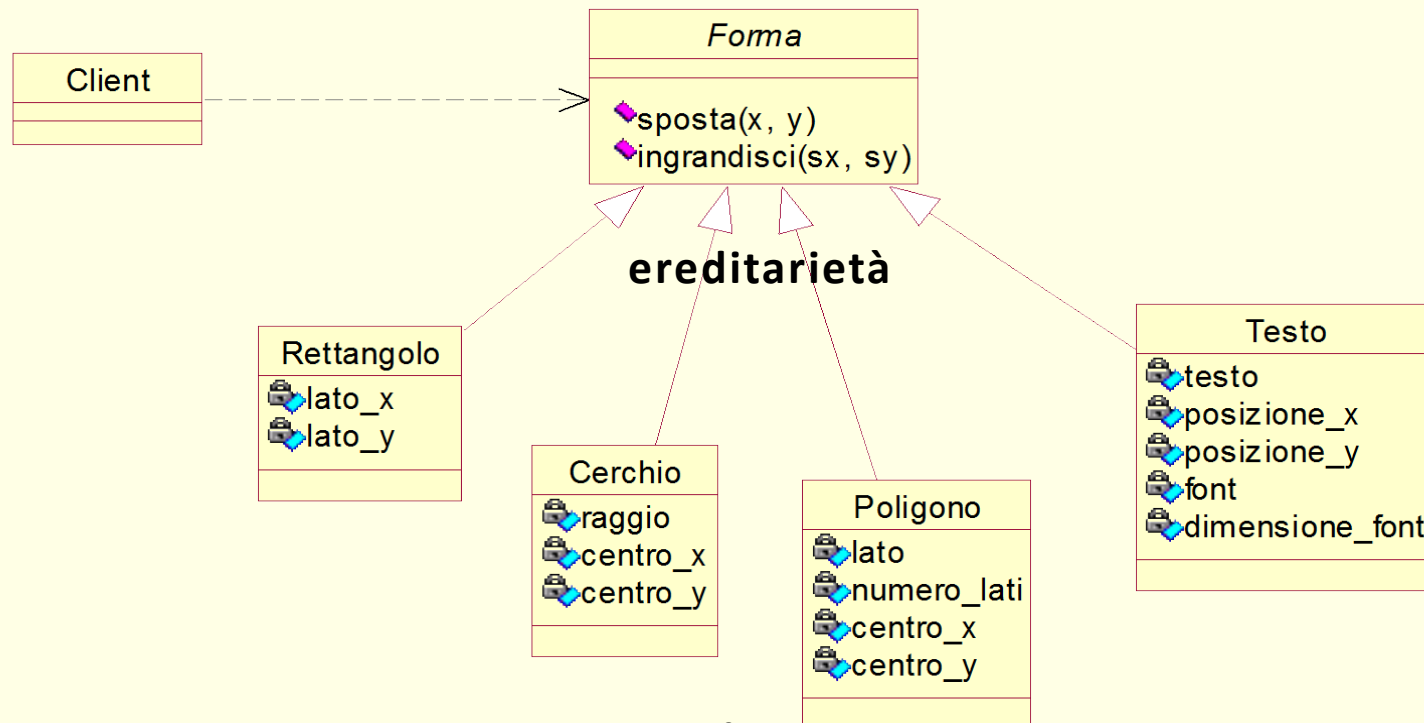 Forma
Client
sposta(x, y)
ingrandisci(sx, sy)
ereditarietà
Rettangolo
lato_x
lato_y
Cerchio
raggio
centro_x
centro_y
Poligono
lato
numero_lati
centro_x
centro_y
Testo
testo
posizione_x
posizione_y
font
dimensione_font